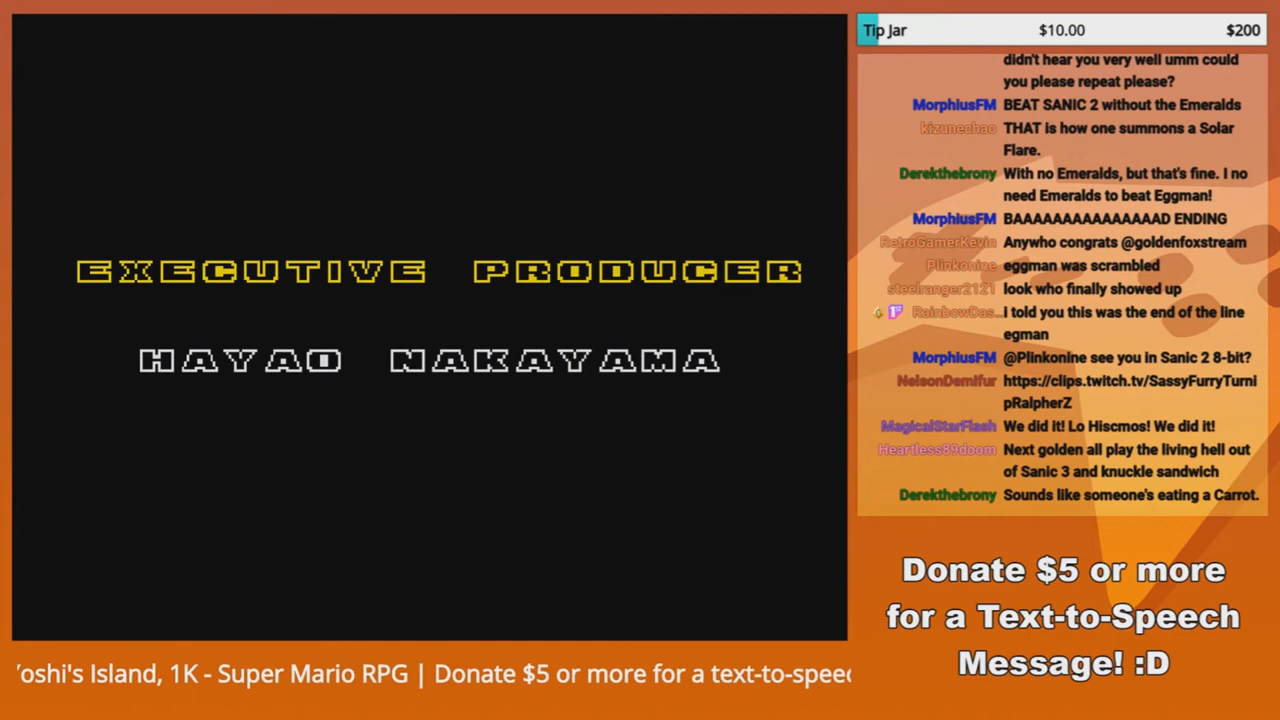 EXECUTIVE PRODUCER
HAYAO NAKAYAMA
Tip Jar $10.00 $200
didn't hear you very well umm could
you please repeat please?
MorphiusFM BEAT SANIC 2 without the Emeralds
kizunechao THAT is how one summons a Solar
Flare.
Derekthebrony With no Emeralds, but that's fine. I no
need Emeralds to beat Eggman!
MorphiusFM BAAAAAAAAAAAAAAAD ENDING
RetroGamerKevin Anywho congrats @goldenfoxstream
Plinkonine eggman was scrambled
steelranger2121 look who finally showed up
RainbowDas... i told you this was the end of the line
egman
MorphiusFM @Plinkonine see you in Sanic 2 8-bit?
NelsonDemifur https://clips.twitch.tv/SassyFurryTurni
pRalpherZ
MagicalStarFlash We did it! Lo Hiscmos! We did it!
Heartless89doom Next golden all play the living hell out
of Sanic 3 and knuckle sandwich
Derekthebrony Sounds like someone's eating a Carrot.
Donate $5 or more
for a Text-to-Speech
Message! :D
Yoshi's Island, 1K - Super Mario RPG | Donate $5 or more for a text-to-speec